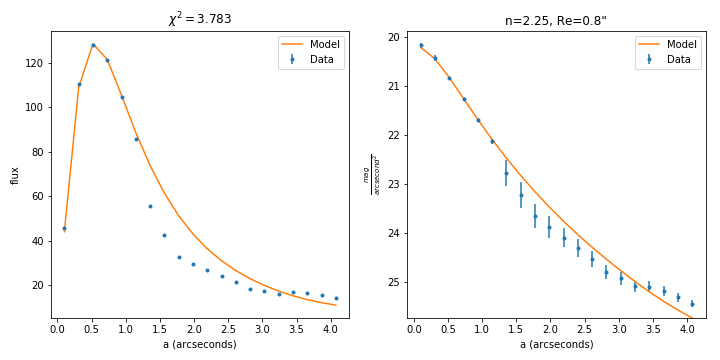 χ² = 3.783
flux
120
100
80
60
40
20
0.0 0.5 1.0 1.5 2.0 2.5 3.0 3.5 4.0
a (arcseconds)
Model
Data
n=2.25, Re=0.8"
mag
arcsecond²
20
21
22
23
24
25
0.0 0.5 1.0 1.5 2.0 2.5 3.0 3.5 4.0
a (arcseconds)
Model
Data